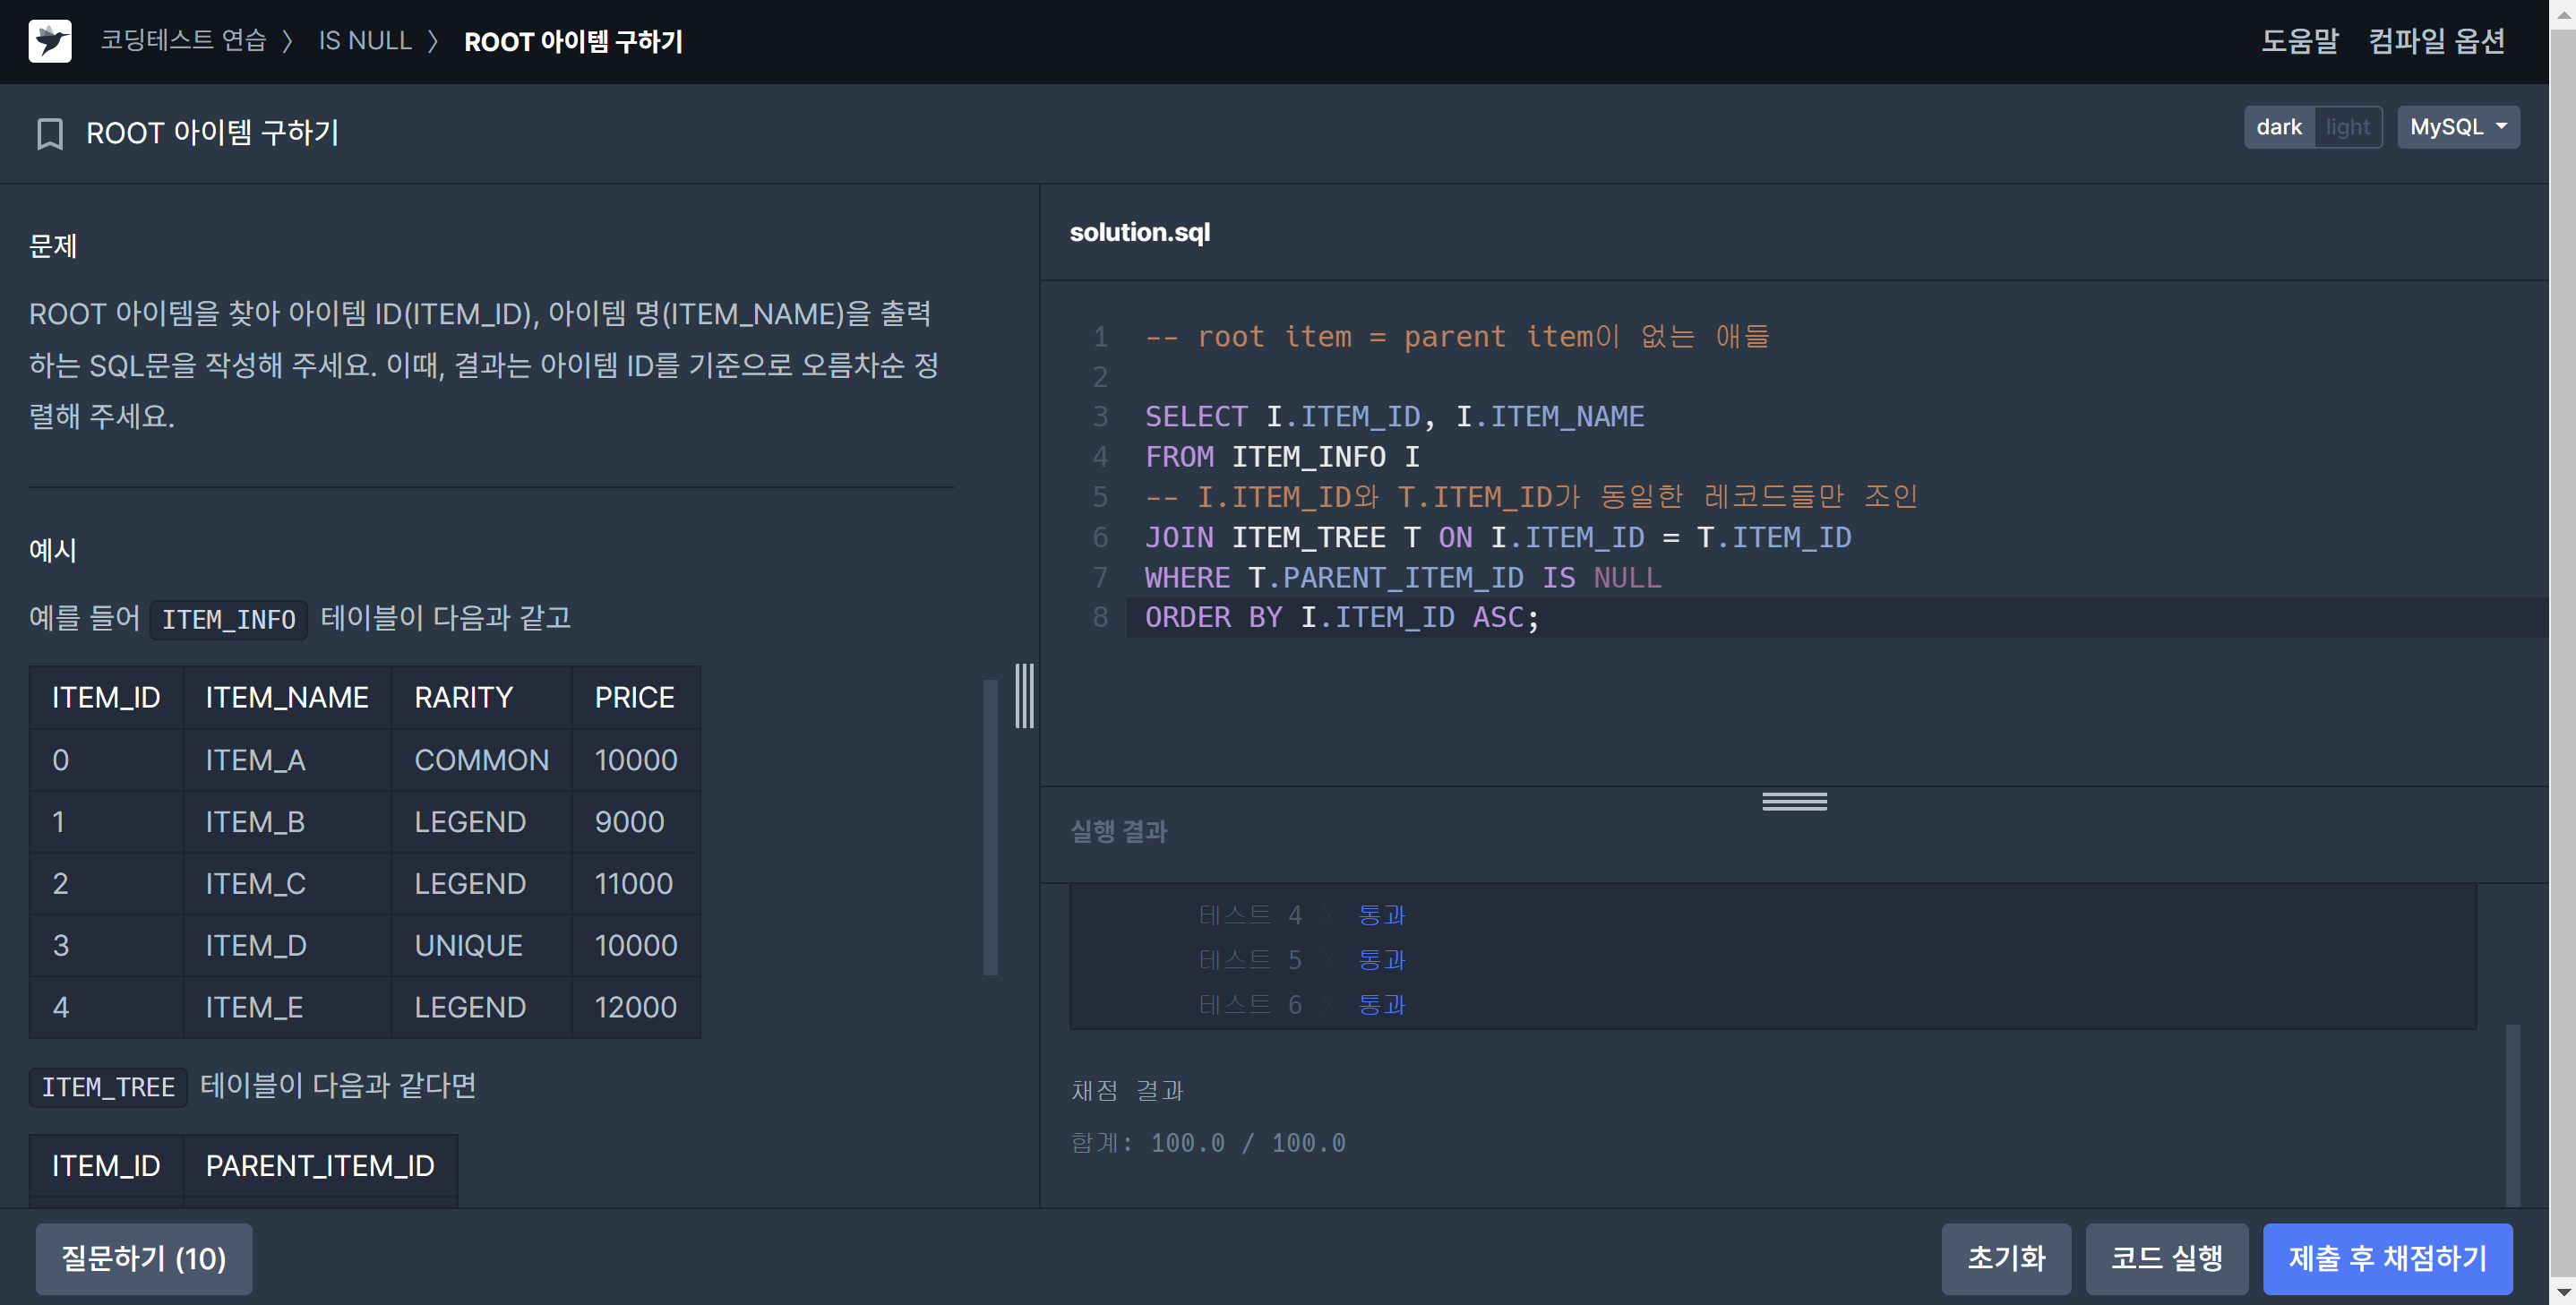 코딩테스트 연습 〉 IS NULL 〉 ROOT 아이템 구하기
도움말 컴파일 옵션
ROOT 아이템 구하기
dark light MySQL
문제
ROOT 아이템을 찾아 아이템 ID(ITEM_ID), 아이템 명(ITEM_NAME)을 출력
하는 SQL문을 작성해 주세요. 이때, 결과는 아이템 ID를 기준으로 오름차순 정
렬해 주세요.
예시
예를 들어 ITEM_INFO 테이블이 다음과 같고
ITEM_ID ITEM_NAME RARITY PRICE
0 ITEM_A COMMON 10000
1 ITEM_B LEGEND 9000
2 ITEM_C LEGEND 11000
3 ITEM_D UNIQUE 10000
4 ITEM_E LEGEND 12000
ITEM_TREE 테이블이 다음과 같다면
ITEM_ID PARENT_ITEM_ID
solution.sql
1 -- root item = parent item이 없는 애들
2
3 SELECT I.ITEM_ID, I.ITEM_NAME
4 FROM ITEM_INFO I
5 -- I.ITEM_ID와 T.ITEM_ID가 동일한 레코드들만 조인
6 JOIN ITEM_TREE T ON I.ITEM_ID = T.ITEM_ID
7 WHERE T.PARENT_ITEM_ID IS NULL
8 ORDER BY I.ITEM_ID ASC;
실행 결과
테스트 4 〉 통과
테스트 5 〉 통과
테스트 6 〉 통과
채점 결과
합계: 100.0 / 100.0
질문하기 (10)
초기화 코드 실행 제출 후 채점하기